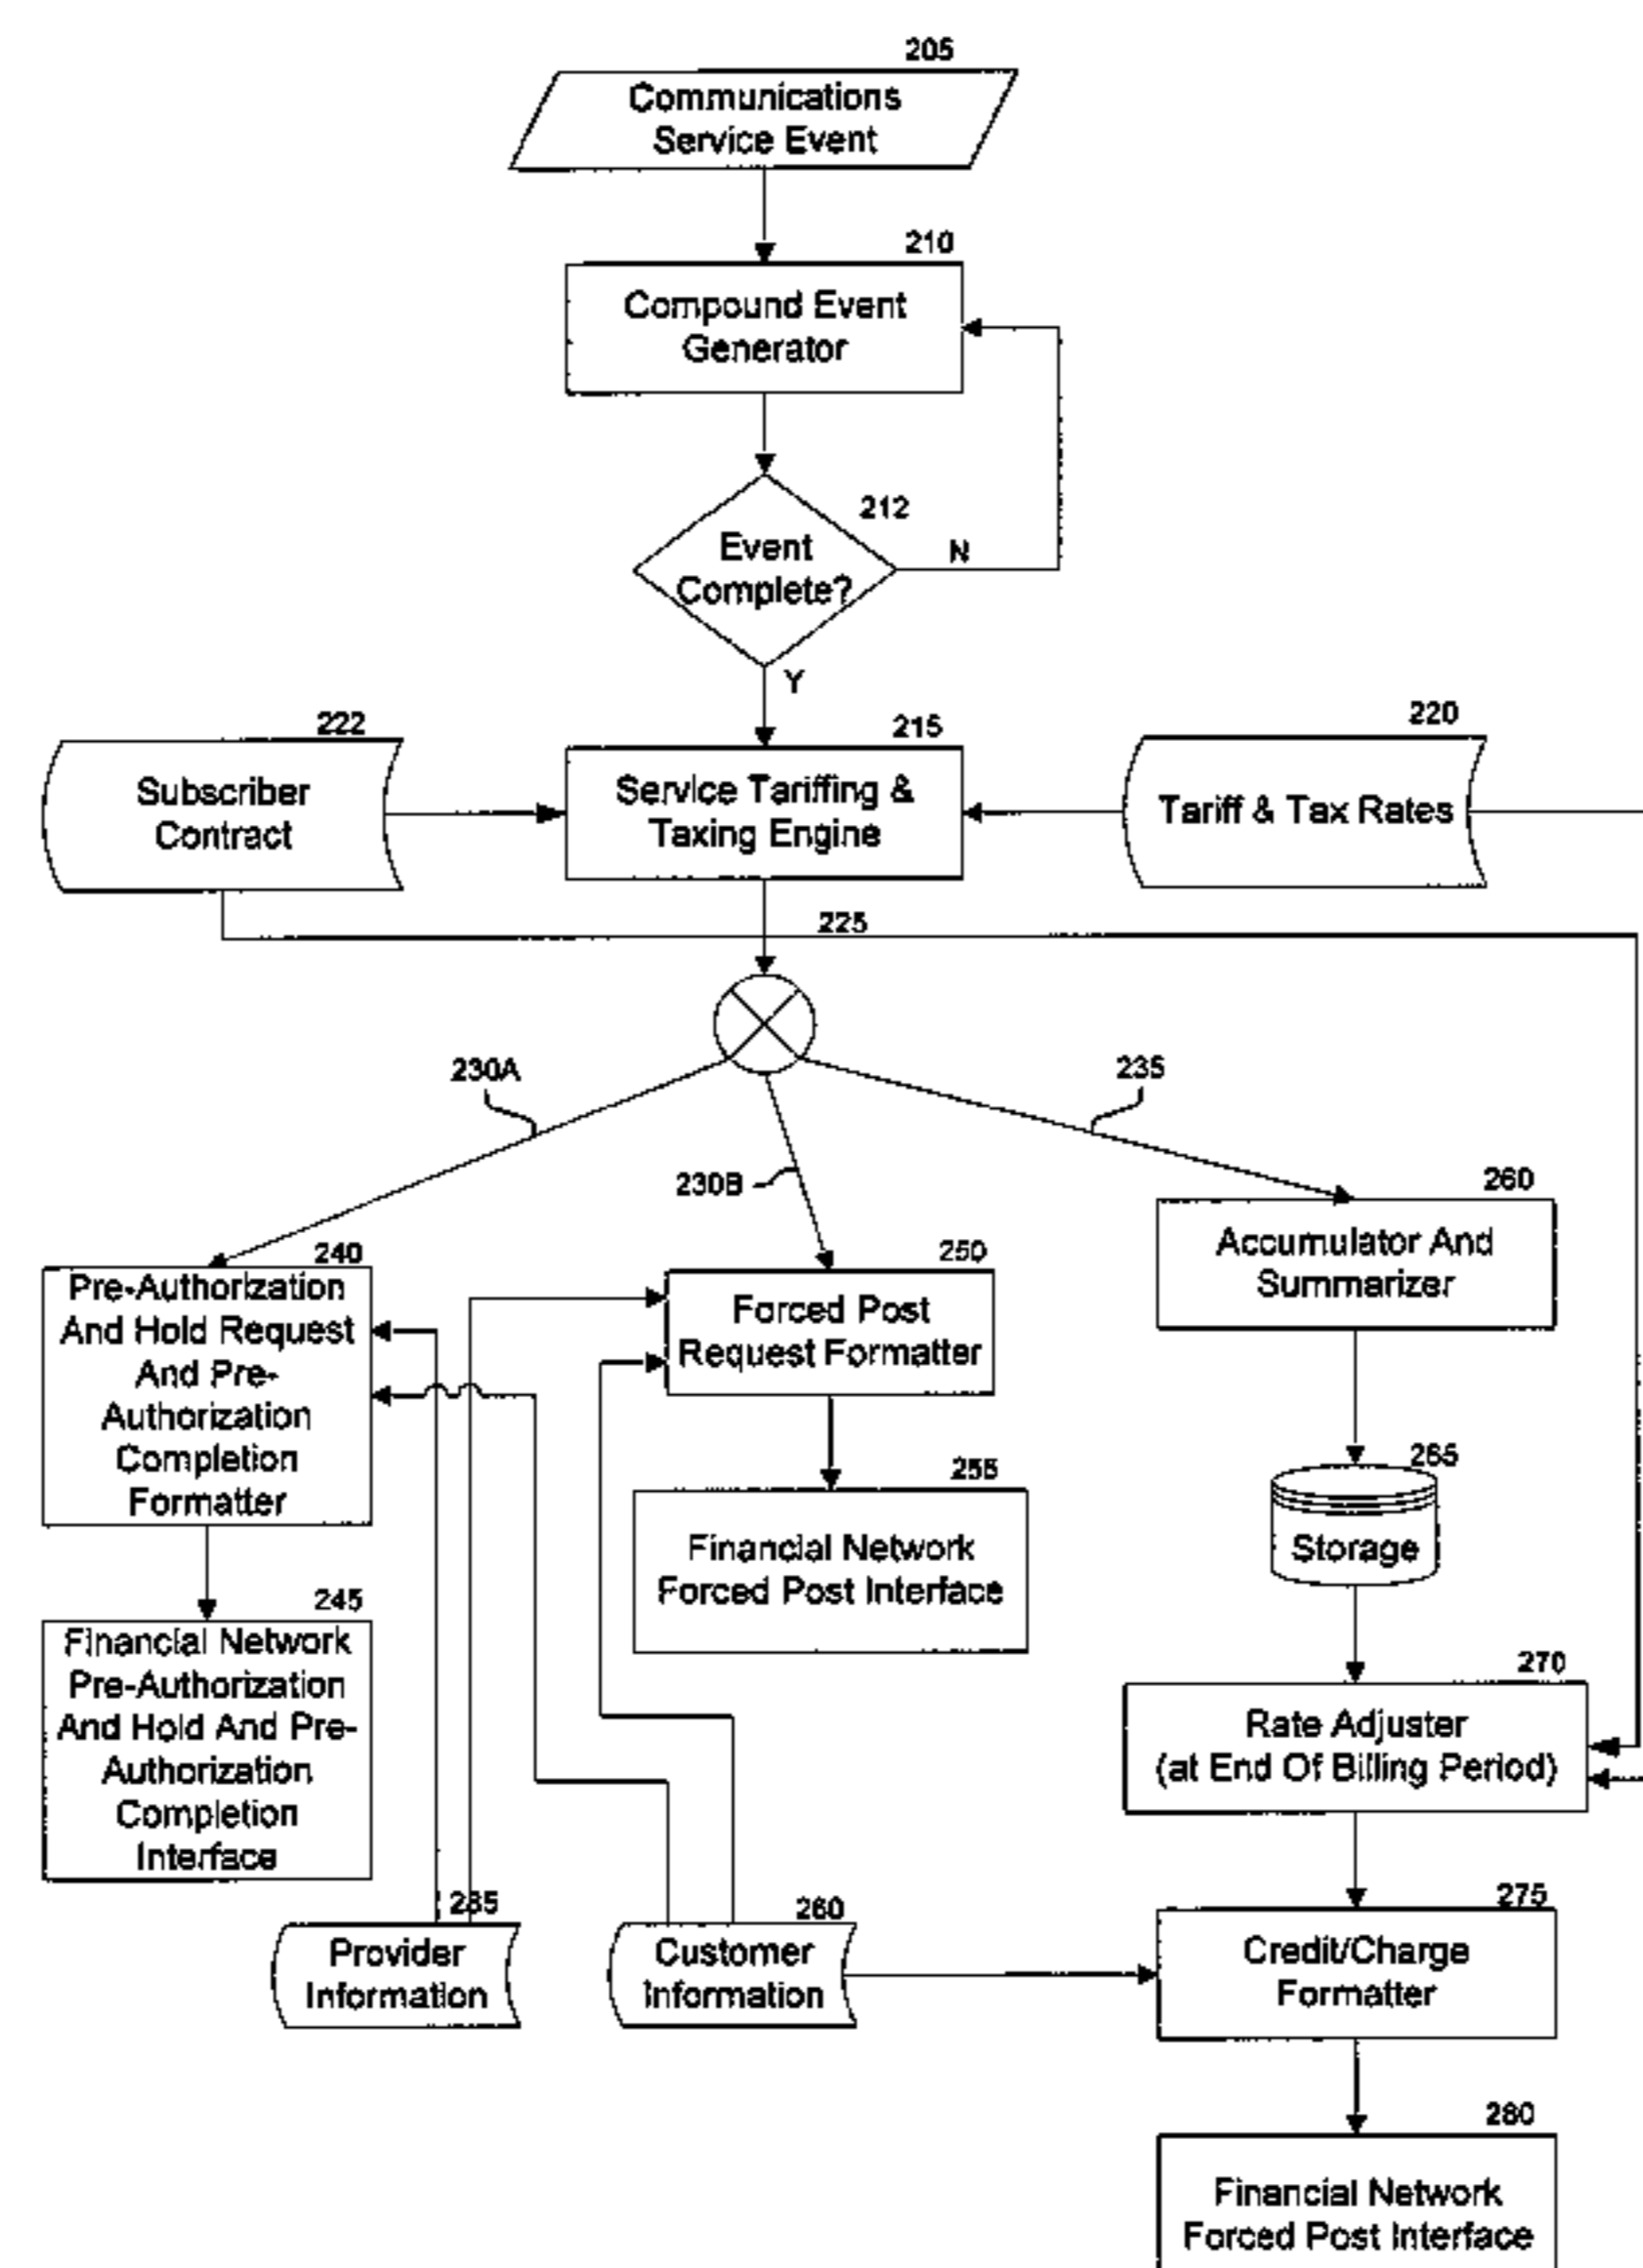 205
Communications
Service Event
210
Compound Event
Generator
212
Event
Complete?
N
Y
222
Subscriber
Contract
215
Service Tariffing &
Taxing Engine
220
Tariff & Tax Rates
225
230A
230B
235
240
Pre-Authorization
And Hold Request
And Pre-
Authorization
Completion
Formatter
250
Forced Post
Request Formatter
260
Accumulator And
Summarizer
255
Financial Network
Forced Post Interface
265
Storage
245
Financial Network
Pre-Authorization
And Hold And Pre-
Authorization
Completion
Interface
270
Rate Adjuster
(at End Of Billing Period)
285
Provider
Information
260
Customer
Information
275
Credit/Charge
Formatter
280
Financial Network
Forced Post Interface